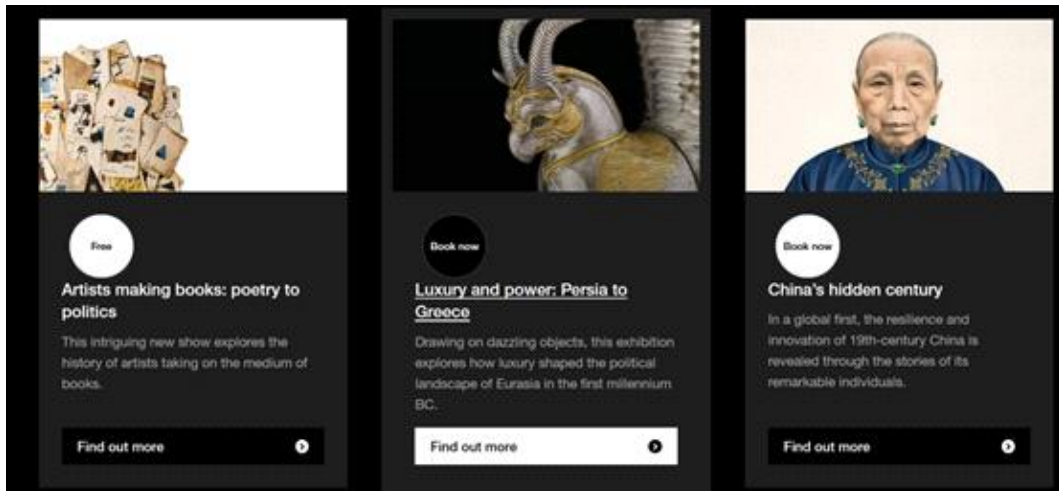 Free
Artists making books: poetry to
politics
This intriguing new show explores the
history of artists taking on the medium of
books.
Find out more
Book now
Luxury and power: Persia to
Greece
Drawing on dazzling objects, this exhibition
explores how luxury shaped the political
landscape of Eurasia in the first millennium
BC.
Find out more
Book now
China's hidden century
In a global first, the resilience and
innovation of 19th-century China is
revealed through the stories of its
remarkable individuals.
Find out more